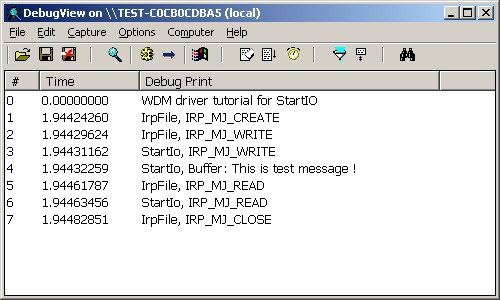 DebugView on \\TEST-C0CB0CDBA5 (local)
File Edit Capture Options Computer Help
# Time Debug Print
0 0.00000000 WDM driver tutorial for StartIO
1 1.94424260 IrpFile, IRP_MJ_CREATE
2 1.94429624 IrpFile, IRP_MJ_WRITE
3 1.94431162 StartIo, IRP_MJ_WRITE
4 1.94432259 StartIo, Buffer: This is test message !
5 1.94461787 IrpFile, IRP_MJ_READ
6 1.94463456 StartIo, IRP_MJ_READ
7 1.94482851 IrpFile, IRP_MJ_CLOSE